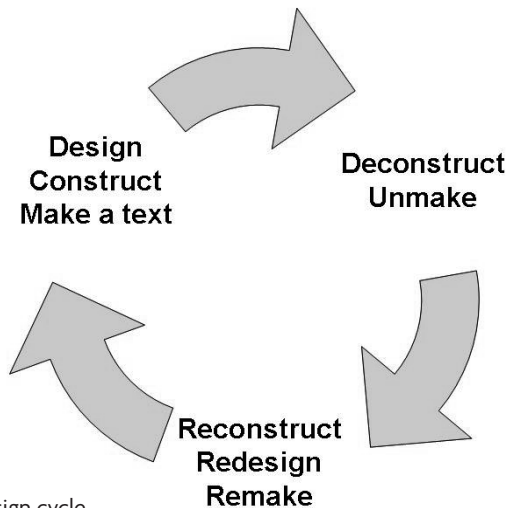 Design
Construct
Make a text
Deconstruct
Unmake
Reconstruct
Redesign
Remake
cycle